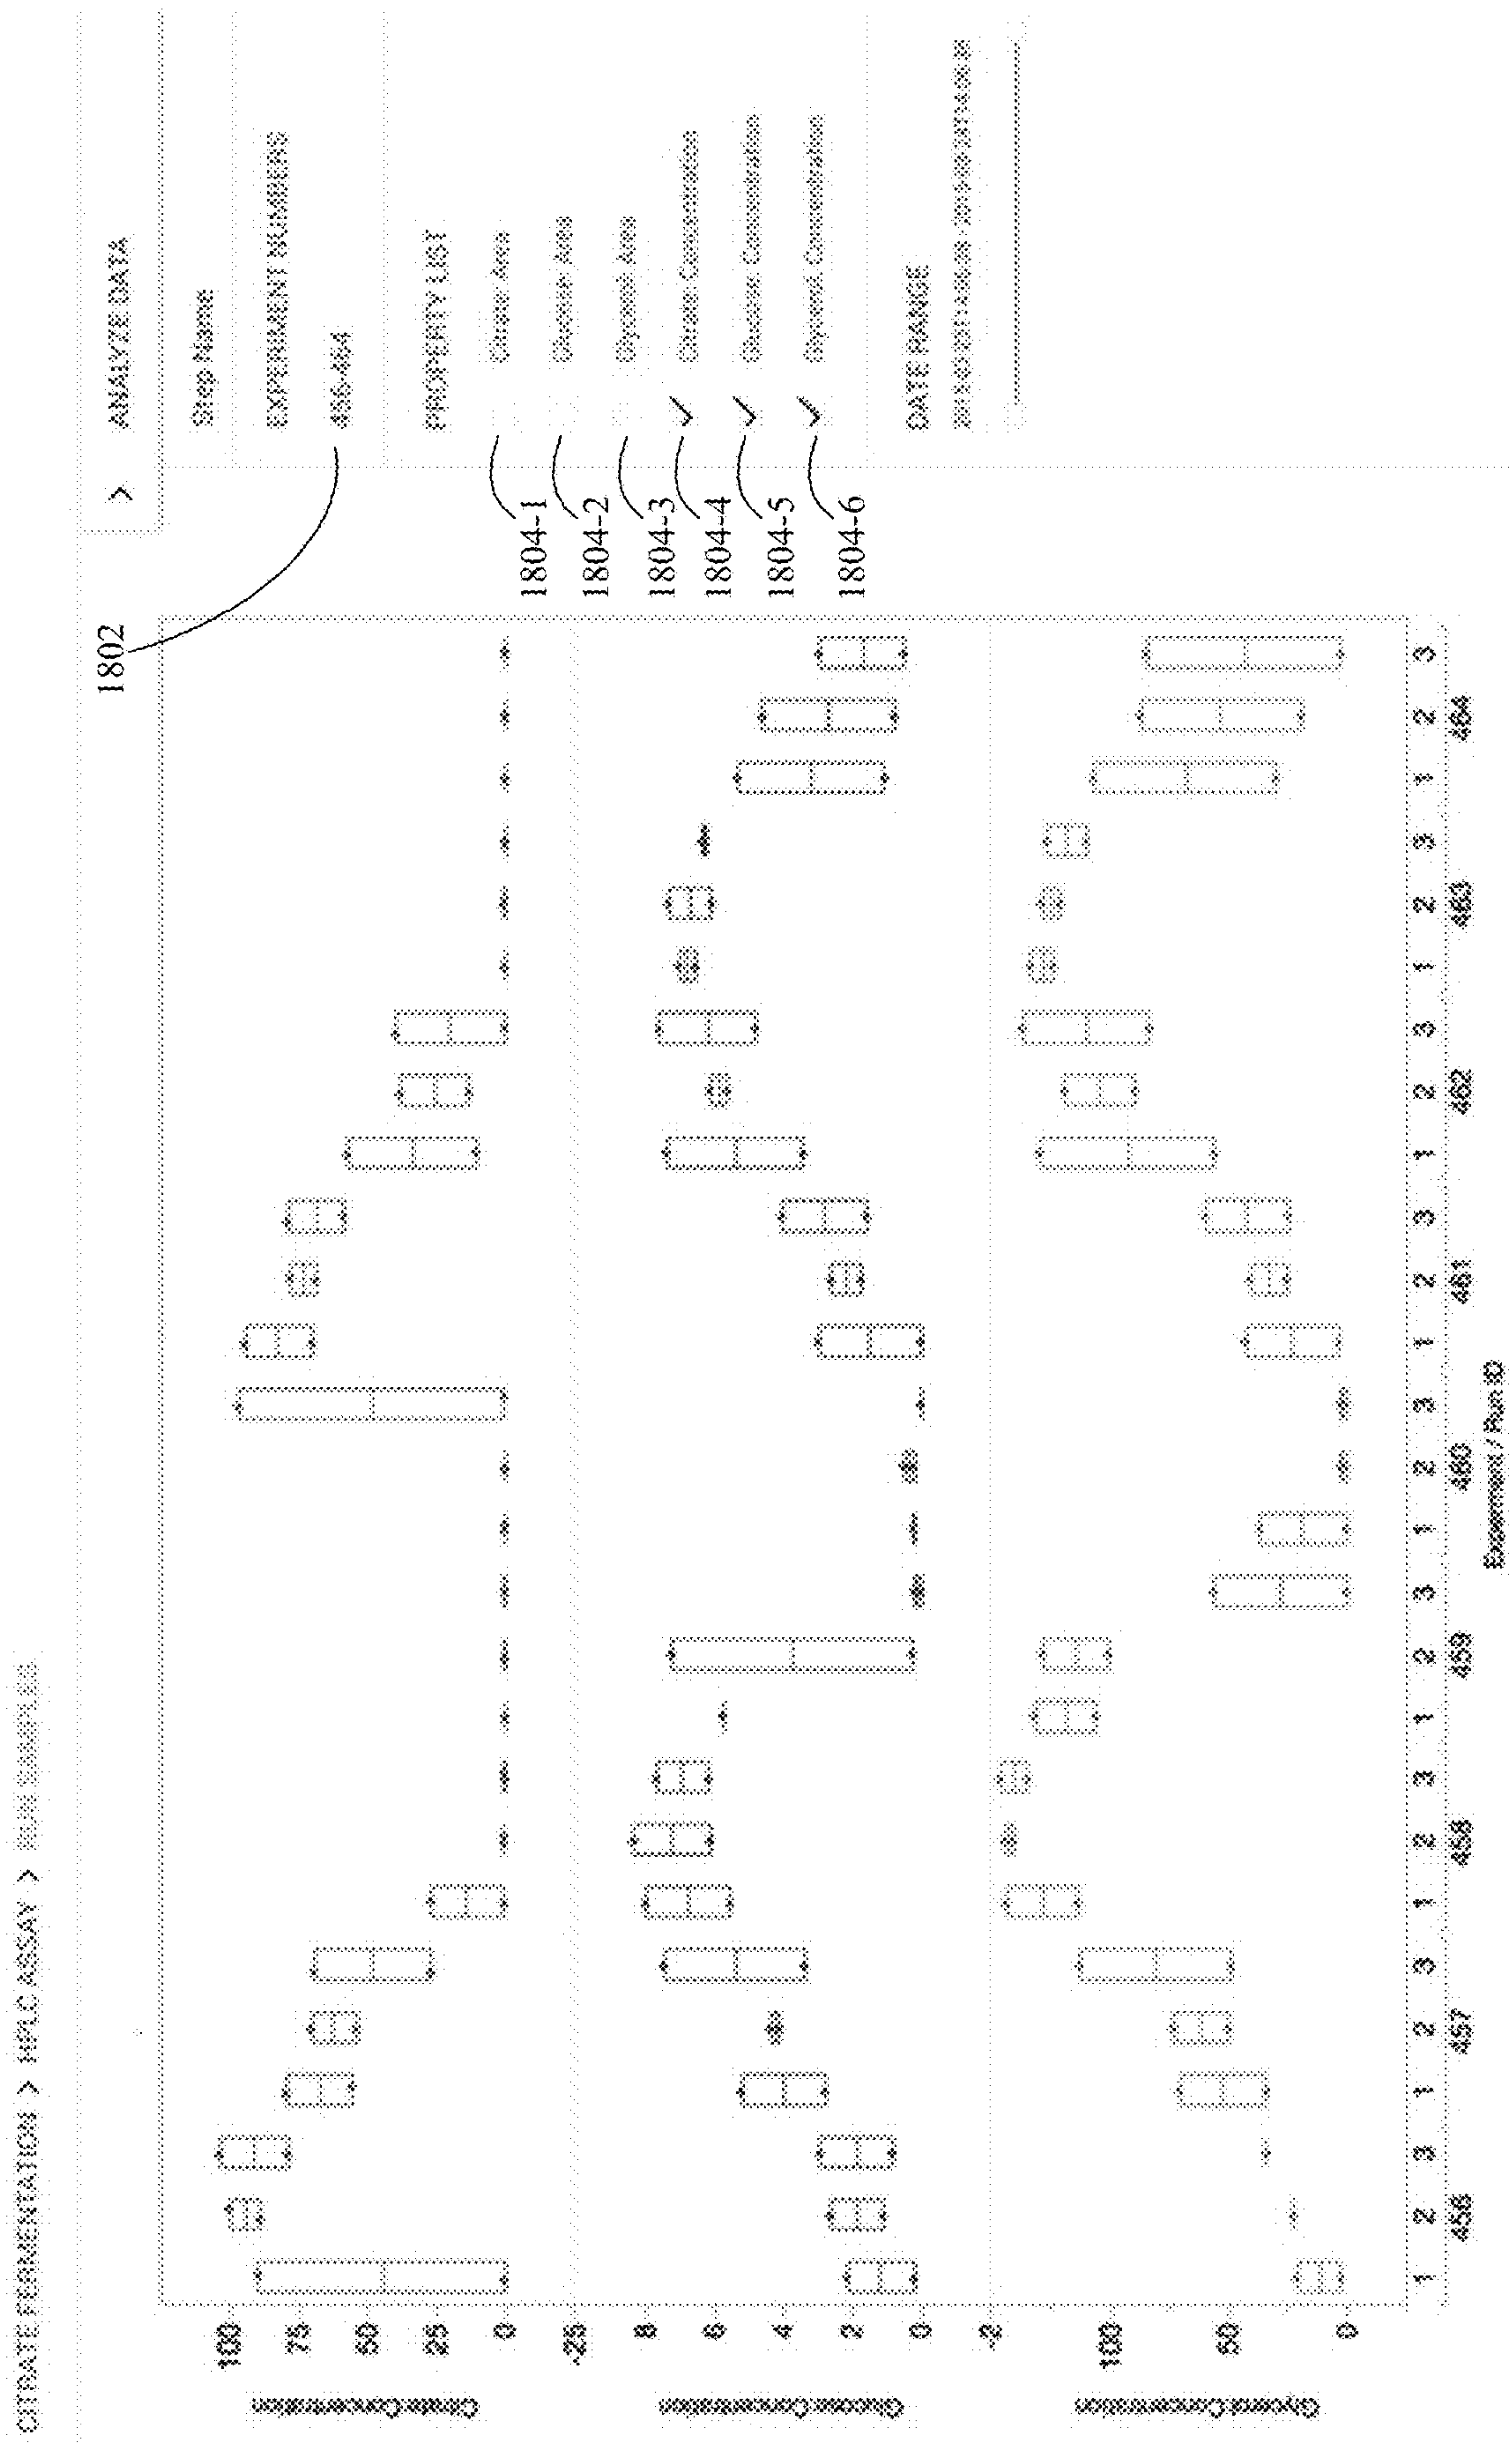 CITRATE FERMENTATION > HPLC ASSAY > RUN SAMPLES
1802
ANALYZE DATA
Step Name
EXPERIMENT NUMBERS
456-464
PROPERTY LIST
1804-1 Citrate Area
1804-2 Glucose Area
1804-3 Glycerol Area
1804-4 Citrate Concentration
1804-5 Glucose Concentration
1804-6 Glycerol Concentration
DATE RANGE
Citrate Concentration
100
75
50
25
0
-25
Glucose Concentration
8
6
4
2
0
-2
Glycerol Concentration
100
50
0
1 2 3 1 2 3 1 2 3 1 2 3 1 2 3 1 2 3 1 2 3 1 2 3 1 2 3
456 457 458 459 460 461 462 463 464
Experiment / Run ID